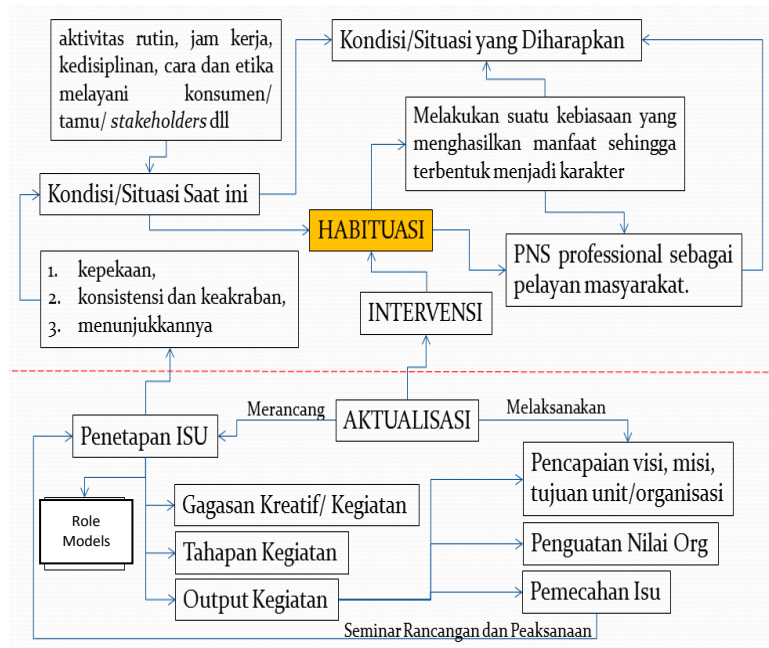 aktivitas rutin, jam kerja,
kedisiplinan, cara dan etika
melayani konsumen/
tamu/ stakeholders dll
Kondisi/Situasi yang Diharapkan
Melakukan suatu kebiasaan yang
menghasilkan manfaat sehingga
terbentuk menjadi karakter
Kondisi/Situasi Saat ini
HABITUASI
PNS professional sebagai
pelayan masyarakat.
1. kepekaan,
2. konsistensi dan keakraban,
3. menunjukkannya
INTERVENSI
Merancang
AKTUALISASI
Melaksanakan
Penetapan ISU
Pencapaian visi, misi,
tujuan unit/organisasi
Role
Models
Gagasan Kreatif/ Kegiatan
Tahapan Kegiatan
Penguatan Nilai Org
Output Kegiatan
Pemecahan Isu
Seminar Rancangan dan Peaksanaan